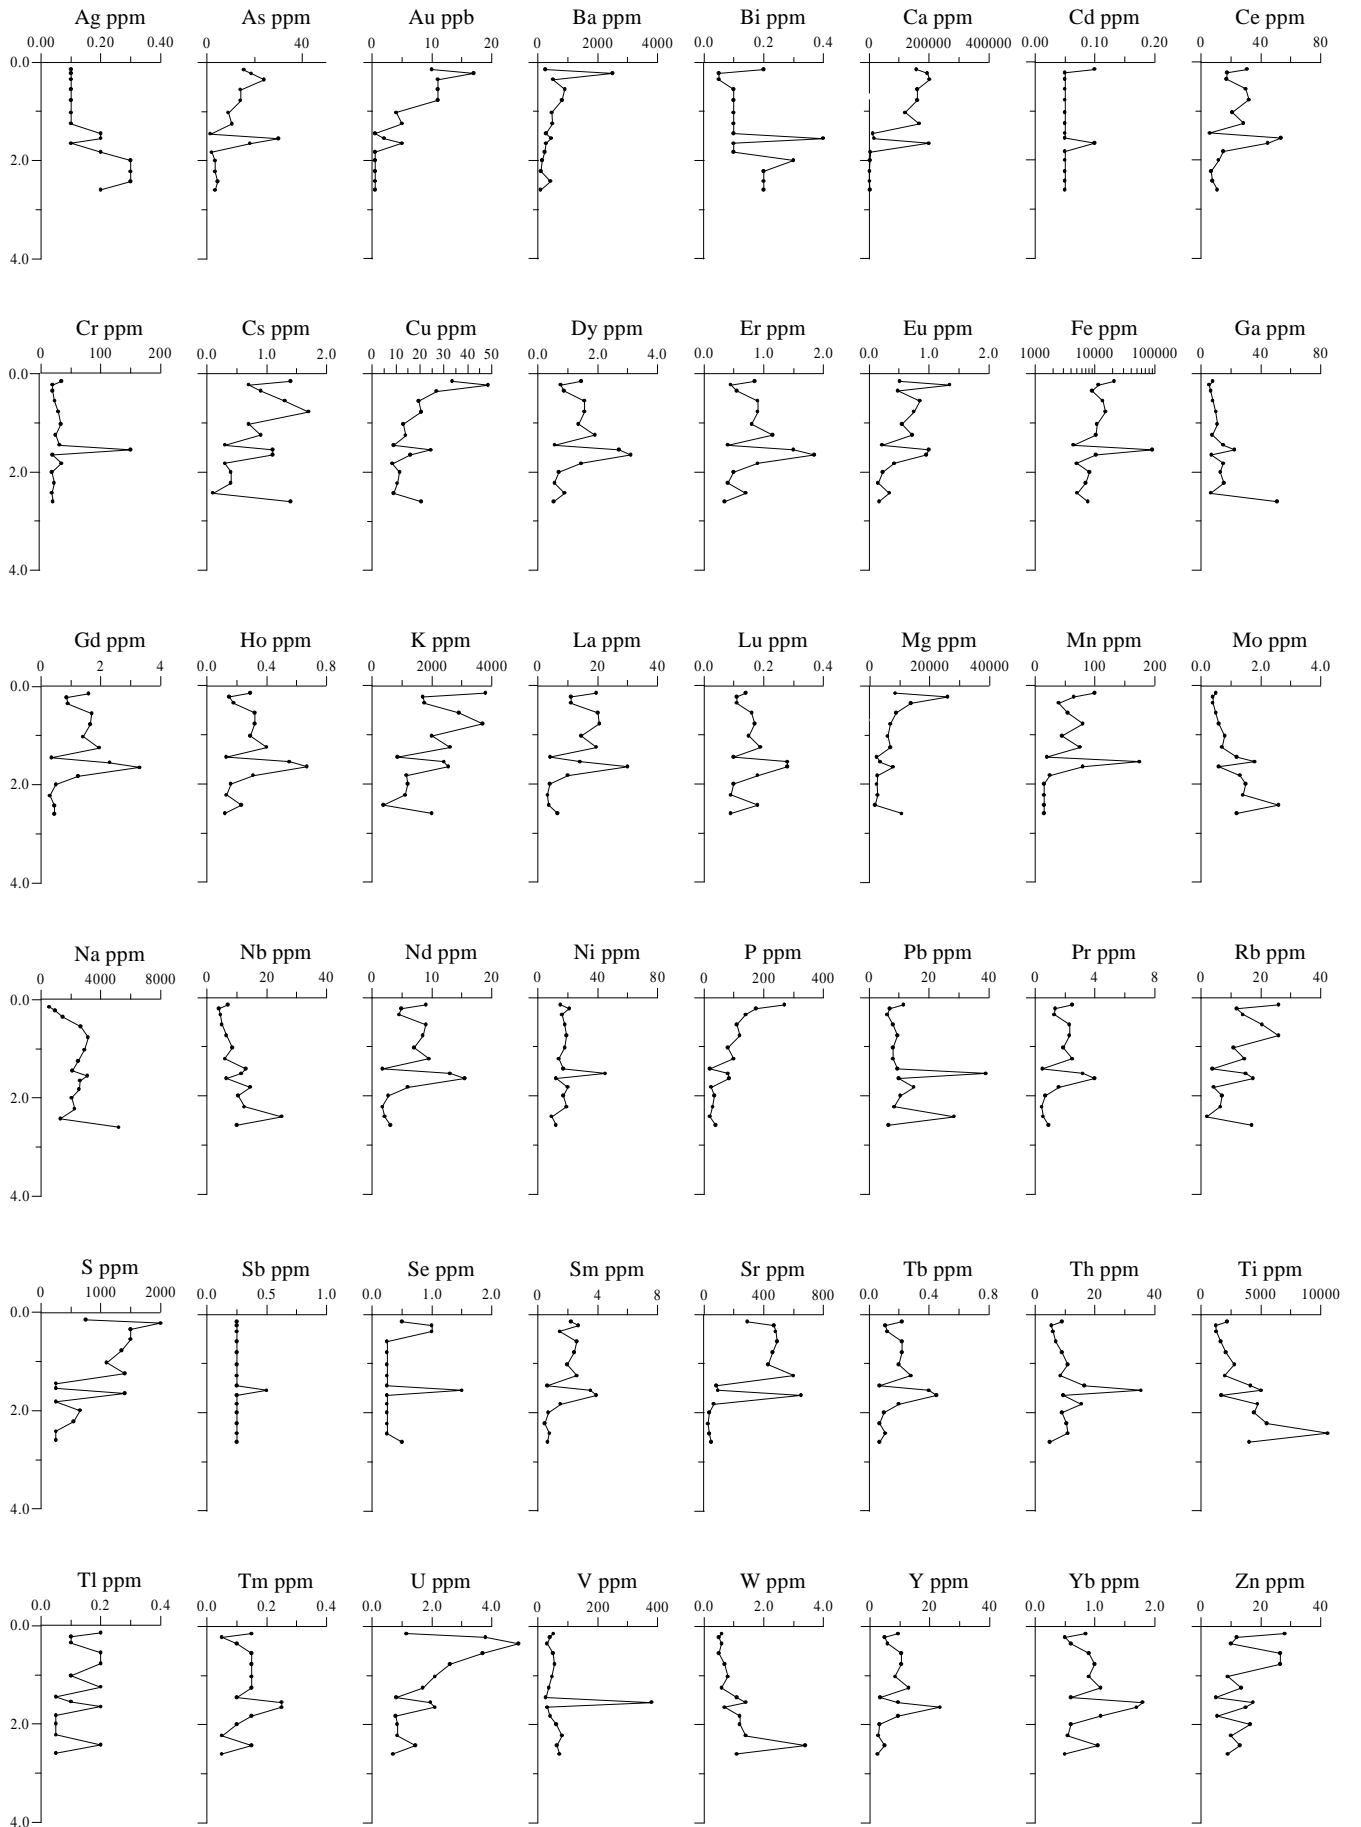 Ag ppm As ppm Au ppb Ba ppm Bi ppm Ca ppm Cd ppm Ce ppm
0.00 0.20 0.40 0 40 0 10 20 0 2000 4000 0.0 0.2 0.4 0 200000 400000 0.00 0.10 0.20 0 40 80
0.0
2.0
4.0
Cr ppm Cs ppm Cu ppm Dy ppm Er ppm Eu ppm Fe ppm Ga ppm
0 100 200 0.0 1.0 2.0 0 10 20 30 40 50 0.0 2.0 4.0 0.0 1.0 2.0 0.0 1.0 2.0 1000 10000 100000 0 40 80
0.0
2.0
4.0
Gd ppm Ho ppm K ppm La ppm Lu ppm Mg ppm Mn ppm Mo ppm
0 2 4 0.0 0.4 0.8 0 2000 4000 0 20 40 0.0 0.2 0.4 0 20000 40000 0 100 200 0.0 2.0 4.0
0.0
2.0
4.0
Na ppm Nb ppm Nd ppm Ni ppm P ppm Pb ppm Pr ppm Rb ppm
0 4000 8000 0 20 40 0 10 20 0 40 80 0 200 400 0 20 40 0 4 8 0 20 40
0.0
2.0
4.0
S ppm Sb ppm Se ppm Sm ppm Sr ppm Tb ppm Th ppm Ti ppm
0 1000 2000 0.0 0.5 1.0 0.0 1.0 2.0 0 4 8 0 400 800 0.0 0.4 0.8 0 20 40 0 5000 10000
0.0
2.0
4.0
Tl ppm Tm ppm U ppm V ppm W ppm Y ppm Yb ppm Zn ppm
0.0 0.2 0.4 0.0 0.2 0.4 0.0 2.0 4.0 0 200 400 0.0 2.0 4.0 0 20 40 0.0 1.0 2.0 0 20 40
0.0
2.0
4.0